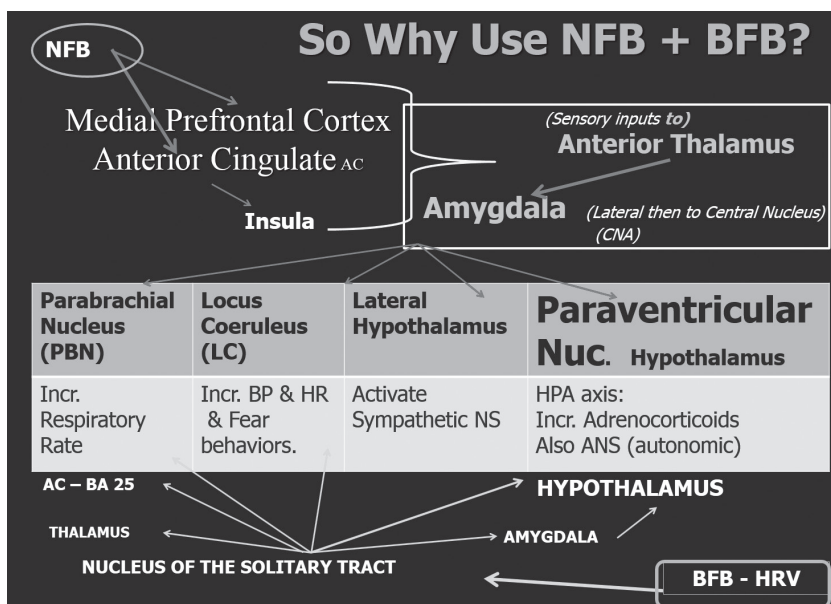 So Why Use NFB + BFB?
NFB
Medial Prefrontal Cortex
Anterior Cingulate AC
Insula
(Sensory inputs to)
Anterior Thalamus
Amygdala (Lateral then to Central Nucleus)
(CNA)
Parabrachial
Nucleus
(PBN)
Locus
Coeruleus
(LC)
Lateral
Hypothalamus
Paraventricular
Nuc. Hypothalamus
Incr.
Respiratory
Rate
Incr. BP & HR
& Fear
behaviors.
Activate
Sympathetic NS
HPA axis:
Incr. Adrenocorticoids
Also ANS (autonomic)
AC – BA 25
HYPOTHALAMUS
THALAMUS
AMYGDALA
NUCLEUS OF THE SOLITARY TRACT
BFB - HRV